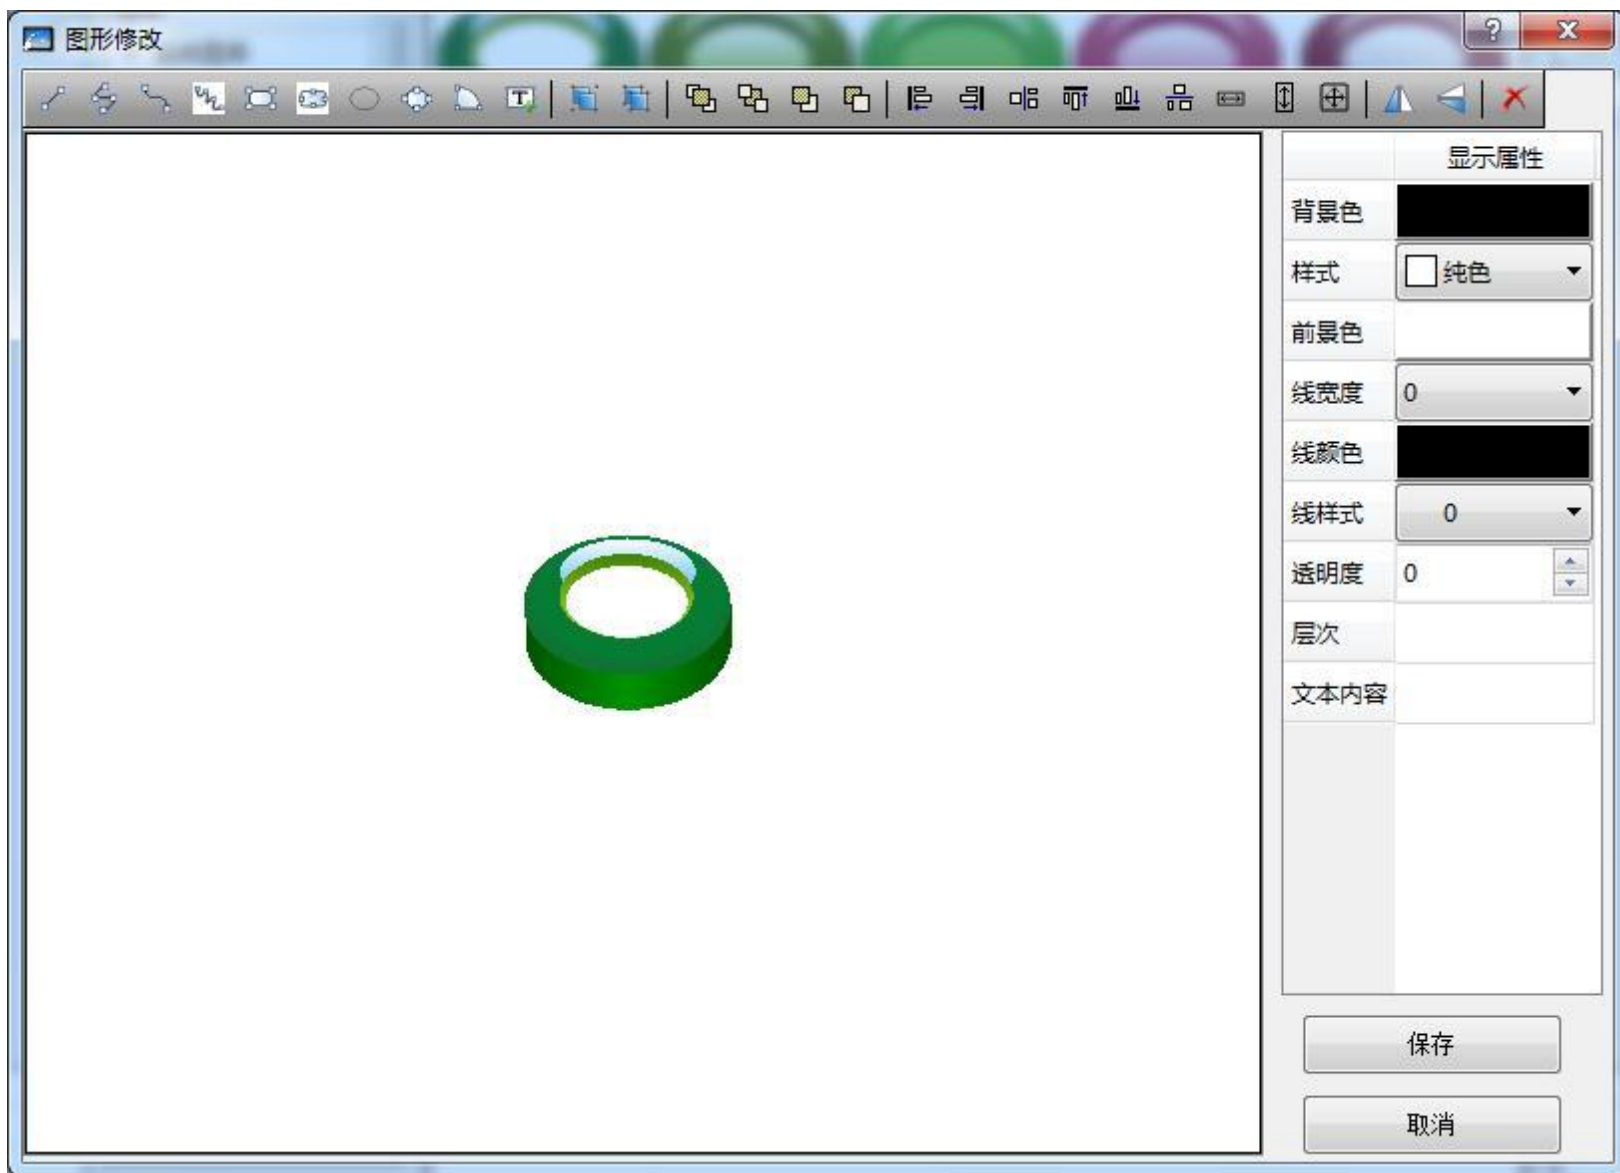 图形修改
显示属性
背景色
样式 纯色
前景色
线宽度 0
线颜色
线样式 0
透明度 0
层次
文本内容
保存
取消